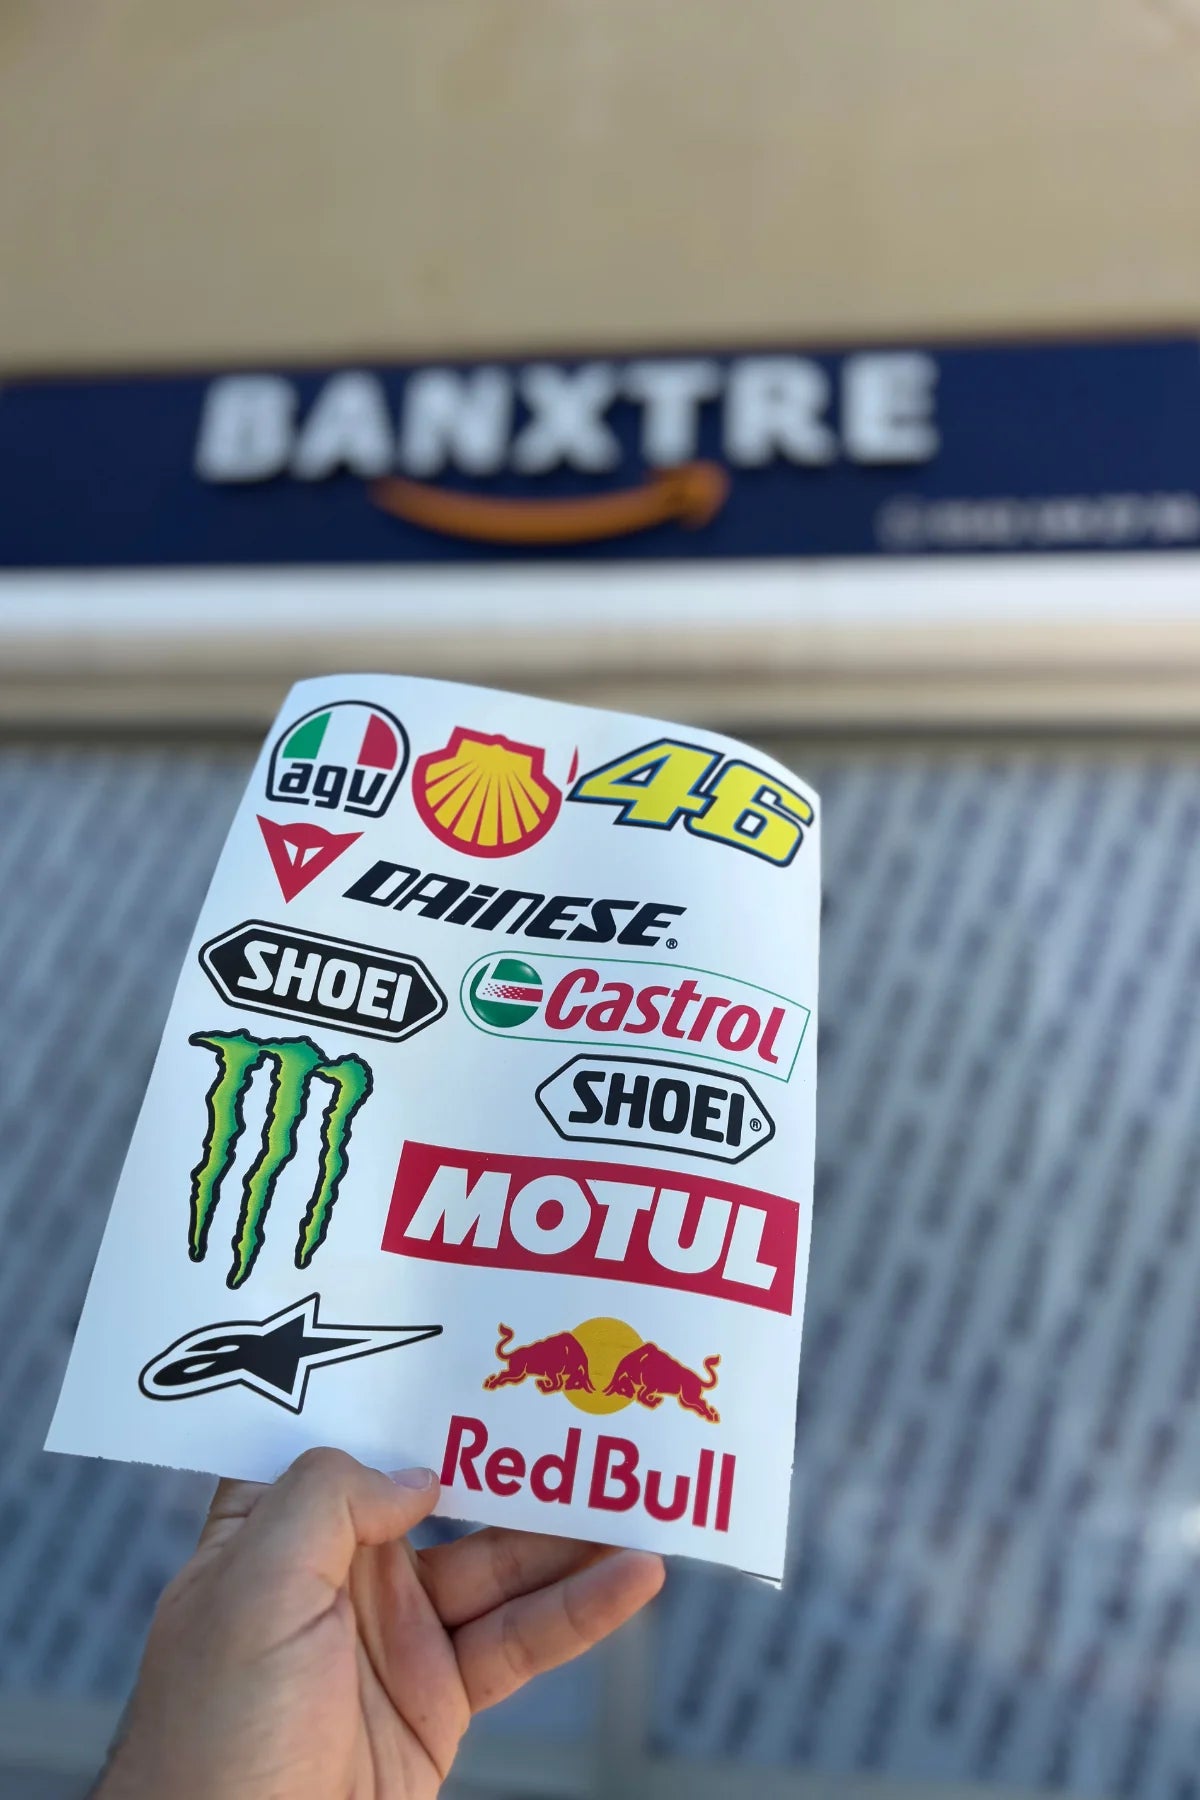 BANXTRE
agv
46
DAINESE®
SHOEI
Castrol
SHOEI®
MOTUL
a
Red Bull